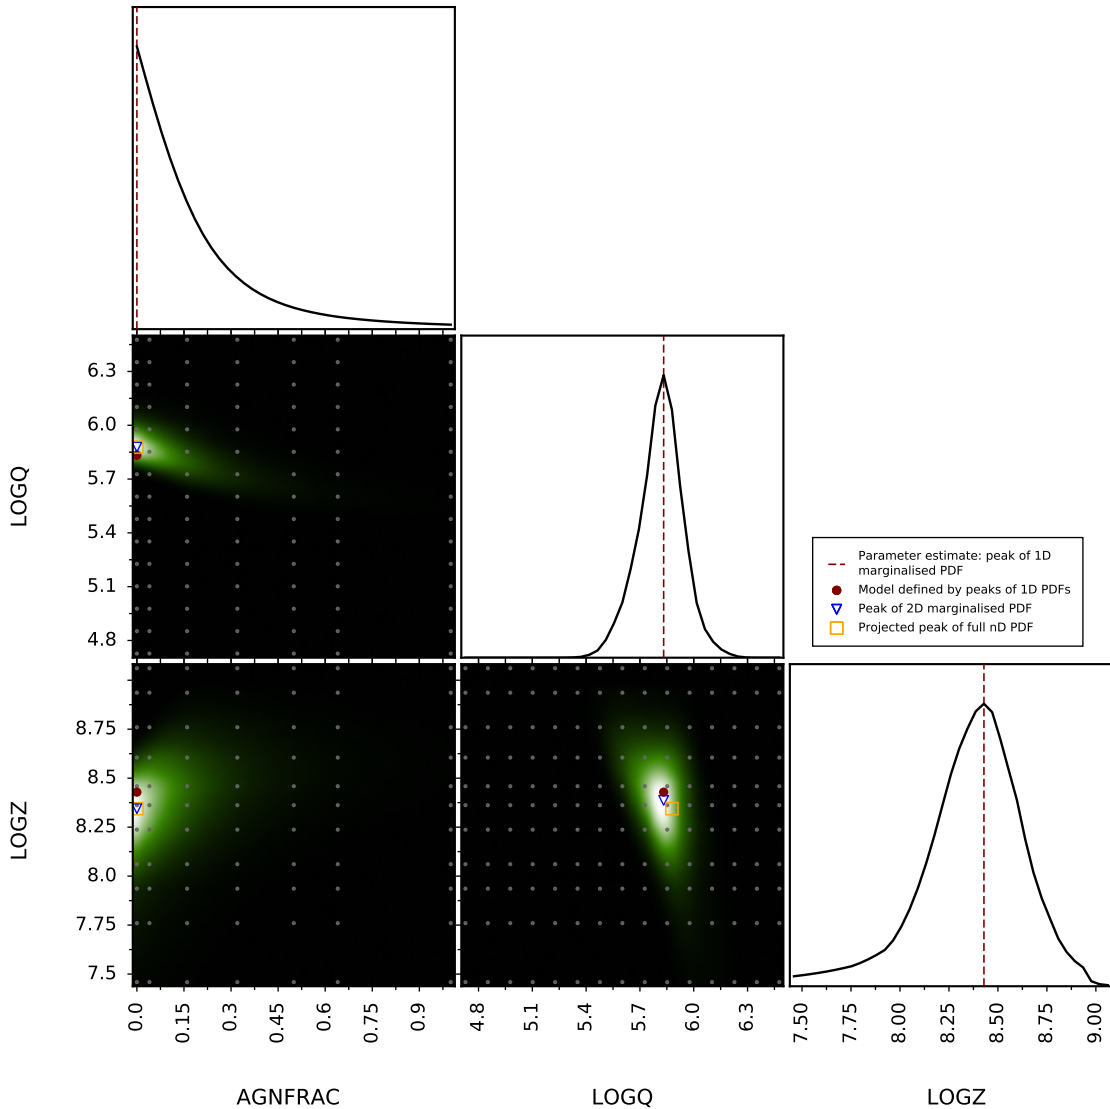 6.3
6.0
5.7
5.4
5.1
4.8
LOGQ
Parameter estimate: peak of 1D
marginalised PDF
Model defined by peaks of 1D PDFs
Peak of 2D marginalised PDF
Projected peak of full nD PDF
8.75
8.5
8.25
8.0
7.75
7.5
LOGZ
0.0 0.15 0.3 0.45 0.6 0.75 0.9
4.8 5.1 5.4 5.7 6.0 6.3
7.50 7.75 8.00 8.25 8.50 8.75 9.00
AGNFRAC
LOGQ
LOGZ